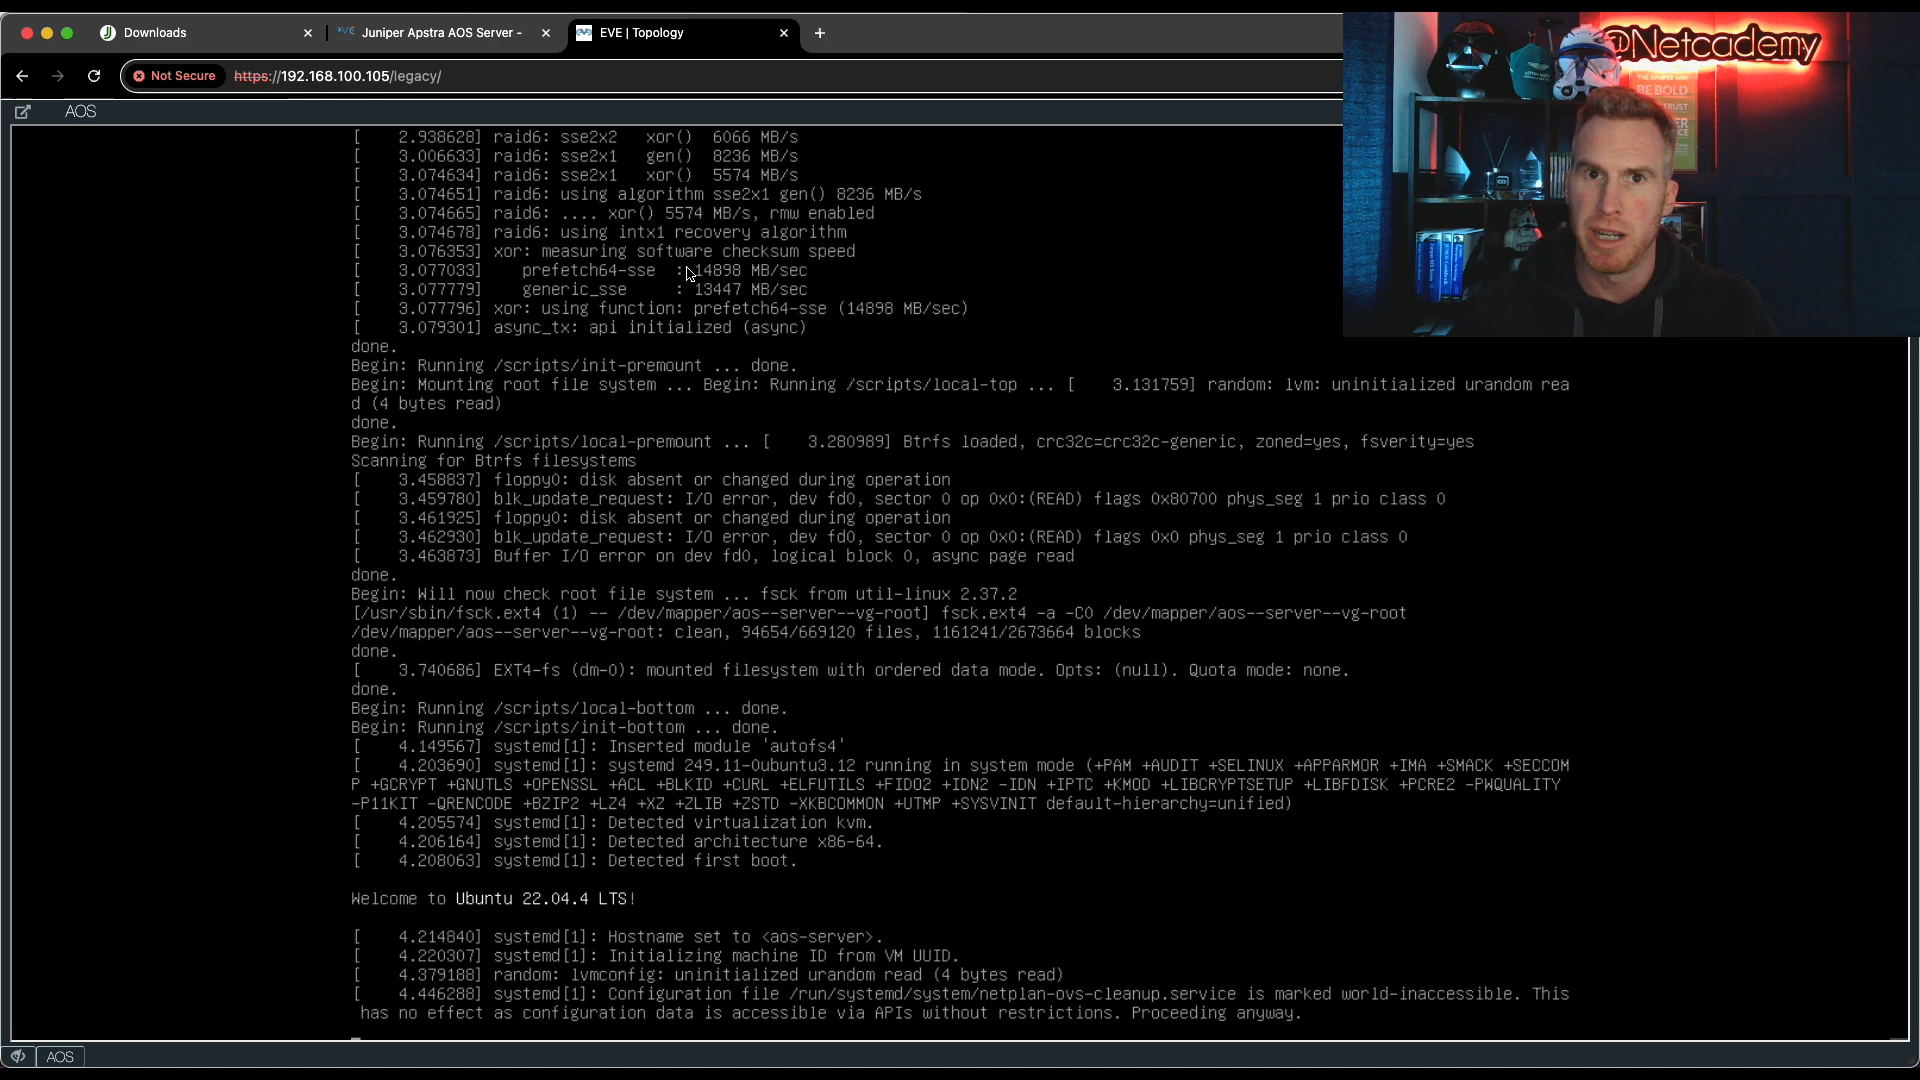 Downloads
Juniper Apstra AOS Server -
EVE | Topology
Not Secure https://192.168.100.105/legacy/
@Netcademy
BE BOLD
AOS
[    2.938628] raid6: sse2x2   xor()  6066 MB/s
[    3.006633] raid6: sse2x1   gen()  8236 MB/s
[    3.074634] raid6: sse2x1   xor()  5574 MB/s
[    3.074651] raid6: using algorithm sse2x1 gen() 8236 MB/s
[    3.074665] raid6: .... xor() 5574 MB/s, rmw enabled
[    3.074678] raid6: using intx1 recovery algorithm
[    3.076353] xor: measuring software checksum speed
[    3.077033]    prefetch64-sse  : 14898 MB/sec
[    3.077779]    generic_sse     : 13447 MB/sec
[    3.077796] xor: using function: prefetch64-sse (14898 MB/sec)
[    3.079301] async_tx: api initialized (async)
done.
Begin: Running /scripts/init-premount ... done.
Begin: Mounting root file system ... Begin: Running /scripts/local-top ... [    3.131759] random: lvm: uninitialized urandom rea
d (4 bytes read)
done.
Begin: Running /scripts/local-premount ... [    3.280989] Btrfs loaded, crc32c=crc32c-generic, zoned=yes, fsverity=yes
Scanning for Btrfs filesystems
[    3.458837] floppy0: disk absent or changed during operation
[    3.459780] blk_update_request: I/O error, dev fd0, sector 0 op 0x0:(READ) flags 0x80700 phys_seg 1 prio class 0
[    3.461925] floppy0: disk absent or changed during operation
[    3.462930] blk_update_request: I/O error, dev fd0, sector 0 op 0x0:(READ) flags 0x0 phys_seg 1 prio class 0
[    3.463873] Buffer I/O error on dev fd0, logical block 0, async page read
done.
Begin: Will now check root file system ... fsck from util-linux 2.37.2
[/usr/sbin/fsck.ext4 (1) -- /dev/mapper/aos--server--vg-root] fsck.ext4 -a -C0 /dev/mapper/aos--server--vg-root
/dev/mapper/aos--server--vg-root: clean, 94654/669120 files, 1161241/2673664 blocks
done.
[    3.740686] EXT4-fs (dm-0): mounted filesystem with ordered data mode. Opts: (null). Quota mode: none.
done.
Begin: Running /scripts/local-bottom ... done.
Begin: Running /scripts/init-bottom ... done.
[    4.149567] systemd[1]: Inserted module 'autofs4'
[    4.203690] systemd[1]: systemd 249.11-0ubuntu3.12 running in system mode (+PAM +AUDIT +SELINUX +APPARMOR +IMA +SMACK +SECCOM
P +GCRYPT +GNUTLS +OPENSSL +ACL +BLKID +CURL +ELFUTILS +FIDO2 +IDN2 -IDN +IPTC +KMOD +LIBCRYPTSETUP +LIBFDISK +PCRE2 -PWQUALITY
-P11KIT -QRENCODE +BZIP2 +LZ4 +XZ +ZLIB +ZSTD -XKBCOMMON +UTMP +SYSVINIT default-hierarchy=unified)
[    4.205574] systemd[1]: Detected virtualization kvm.
[    4.206164] systemd[1]: Detected architecture x86-64.
[    4.208063] systemd[1]: Detected first boot.
Welcome to Ubuntu 22.04.4 LTS!
[    4.214840] systemd[1]: Hostname set to <aos-server>.
[    4.220307] systemd[1]: Initializing machine ID from VM UUID.
[    4.379188] random: lvmconfig: uninitialized urandom read (4 bytes read)
[    4.446288] systemd[1]: Configuration file /run/systemd/system/netplan-ovs-cleanup.service is marked world-inaccessible. This
has no effect as configuration data is accessible via APIs without restrictions. Proceeding anyway.
AOS